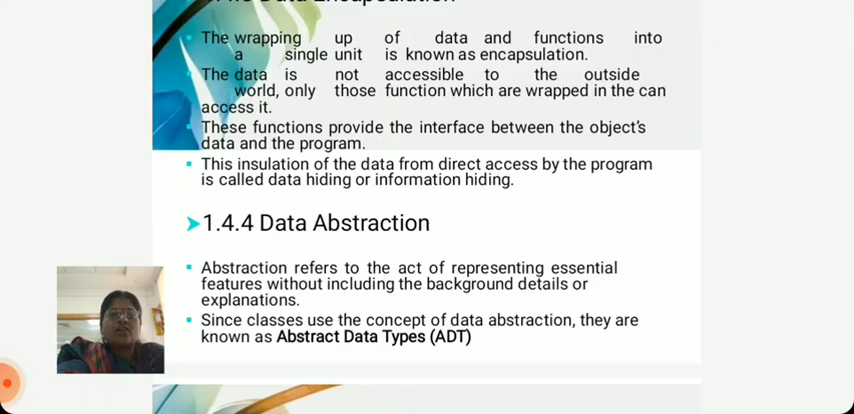 The wrapping up of data and functions into
a single unit is known as encapsulation.
The data is not accessible to the outside
world, only those function which are wrapped in the can
access it.
These functions provide the interface between the object's
data and the program.
This insulation of the data from direct access by the program
is called data hiding or information hiding.
1.4.4 Data Abstraction
Abstraction refers to the act of representing essential
features without including the background details or
explanations.
Since classes use the concept of data abstraction, they are
known as Abstract Data Types (ADT)